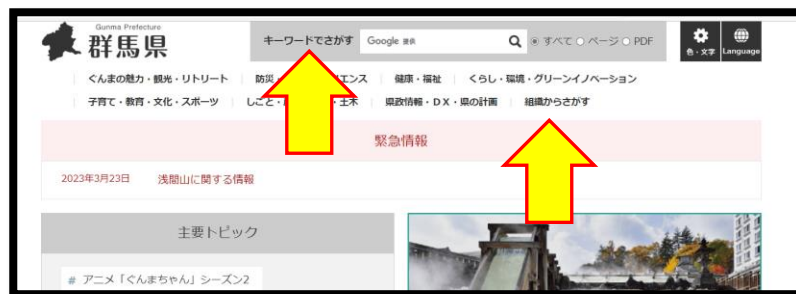 Gunma Prefecture
群馬県
キーワードでさがす Google 提供 すべて ページ PDF
色・文字 Language
ぐんまの魅力・観光・リトリート 防災・ エンス 健康・福祉 くらし・環境・グリーンイノベーション
子育て・教育・文化・スポーツ しごと・ ・土木 県政情報・DX・県の計画 組織からさがす
緊急情報
2023年3月23日 浅間山に関する情報
主要トピック
# アニメ「ぐんまちゃん」シーズン2